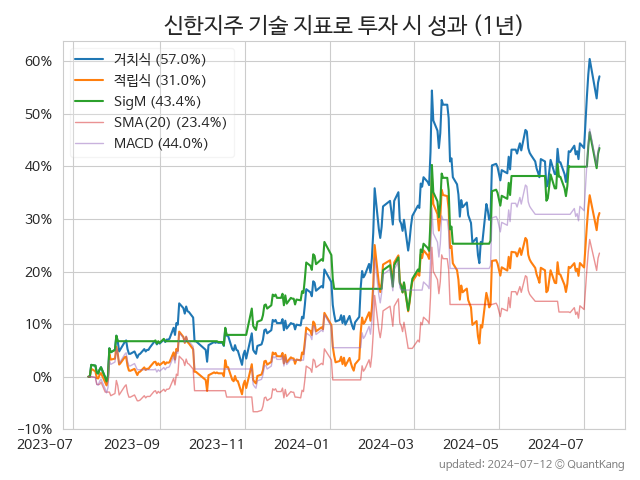 신한지주 기술 지표로 투자 시 성과 (1년)
거치식 (57.0%)
적립식 (31.0%)
SigM (43.4%)
SMA(20) (23.4%)
MACD (44.0%)
60%
50%
40%
30%
20%
10%
0%
−10%
2023-07 2023-09 2023-11 2024-01 2024-03 2024-05 2024-07
updated: 2024-07-12 © QuantKang